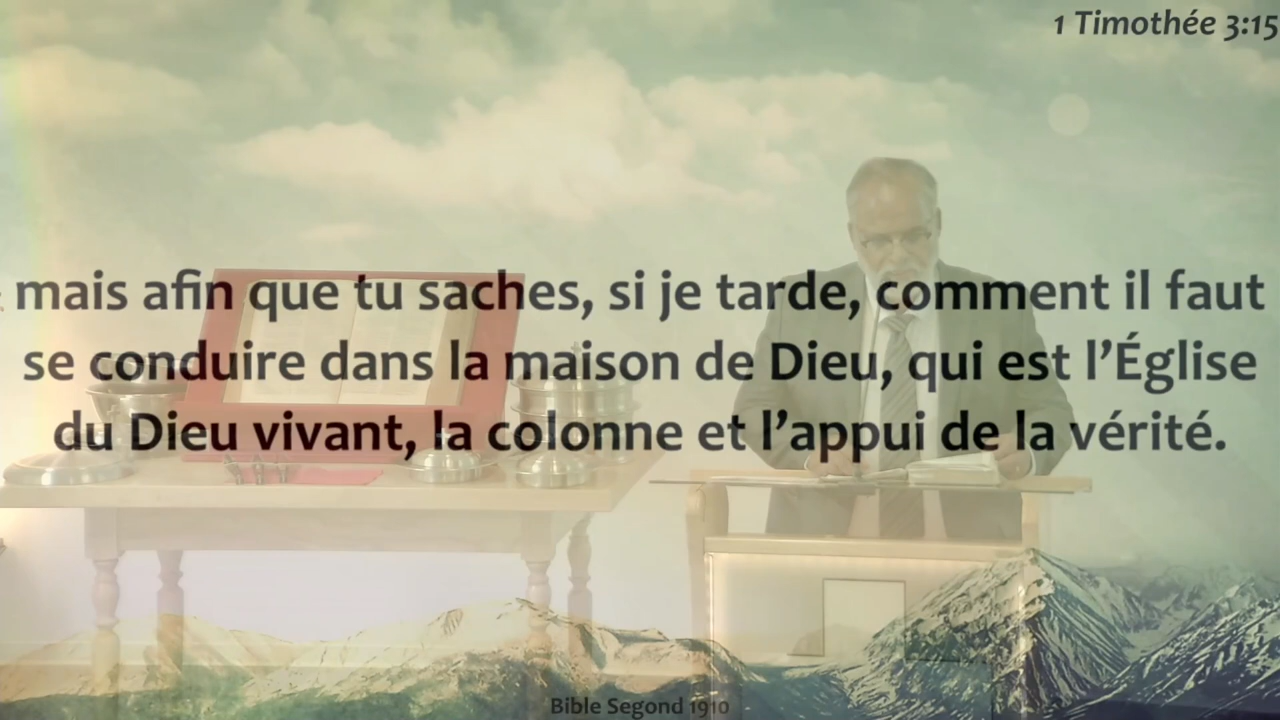 1 Timothée 3:15
mais afin que tu saches, si je tarde, comment il faut
se conduire dans la maison de Dieu, qui est l’Église
du Dieu vivant, la colonne et l’appui de la vérité.
Bible Segond 1910